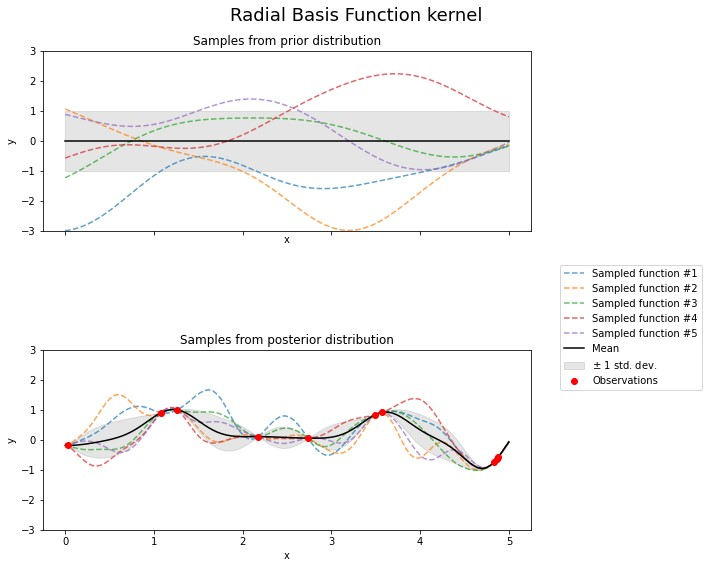 Radial Basis Function kernel
Samples from prior distribution
3
2
1
0
−1
−2
−3
y
x
Sampled function #1
Sampled function #2
Sampled function #3
Sampled function #4
Sampled function #5
Mean
± 1 std. dev.
Observations
Samples from posterior distribution
3
2
1
0
−1
−2
−3
y
0 1 2 3 4 5
x